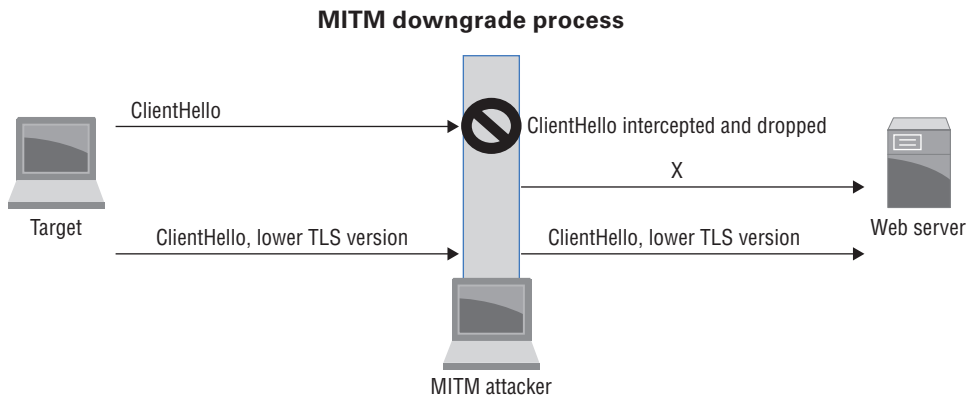 MITM downgrade process
ClientHello
ClientHello intercepted and dropped
X
Target
Web server
ClientHello, lower TLS version
ClientHello, lower TLS version
MITM attacker